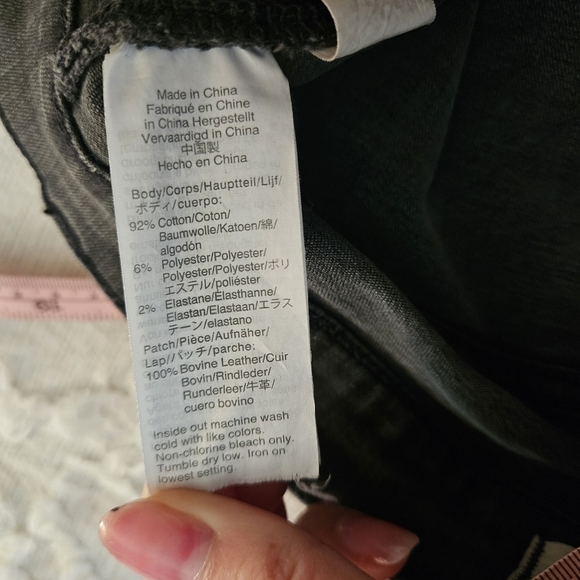 Made in China
Fabriqué en Chine
in China Hergestellt
Vervaardigd in China
中国製
Hecho en China
Body/Corps/Hauptteil/Lijf/
ボディ/cuerpo:
92% Cotton/Coton/
Baumwolle/Katoen/綿/
algodón
6% Polyester/Polyester/
Polyester/Polyester/ポリ
エステル/poliéster
2% Elastane/Élasthanne/
Elastan/Elastaan/エラス
テーン/elastano
Patch/Pièce/Aufnäher/
Lap/パッチ/parche:
100% Bovine Leather/Cuir
Bovin/Rindleder/
Runderleer/牛革/
cuero bovino
Inside out machine wash
cold with like colors.
Non-chlorine bleach only.
Tumble dry low. Iron on
lowest setting.